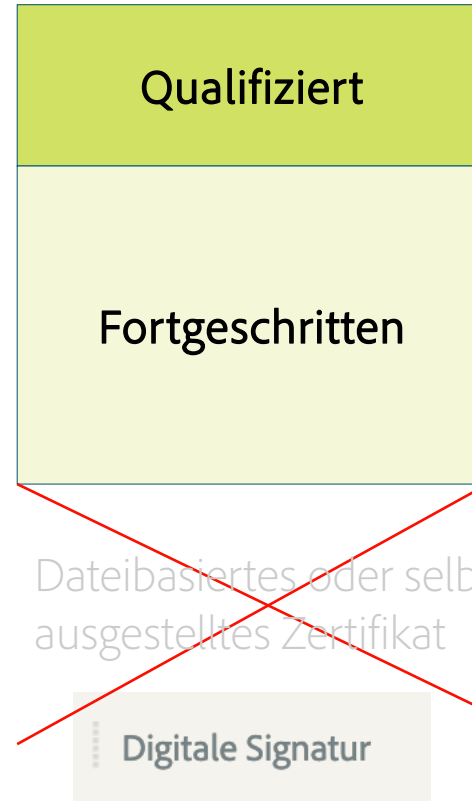 Qualifiziert
Fortgeschritten
Dateibasiertes oder selb
ausgestelltes Zertifikat
Digitale Signatur